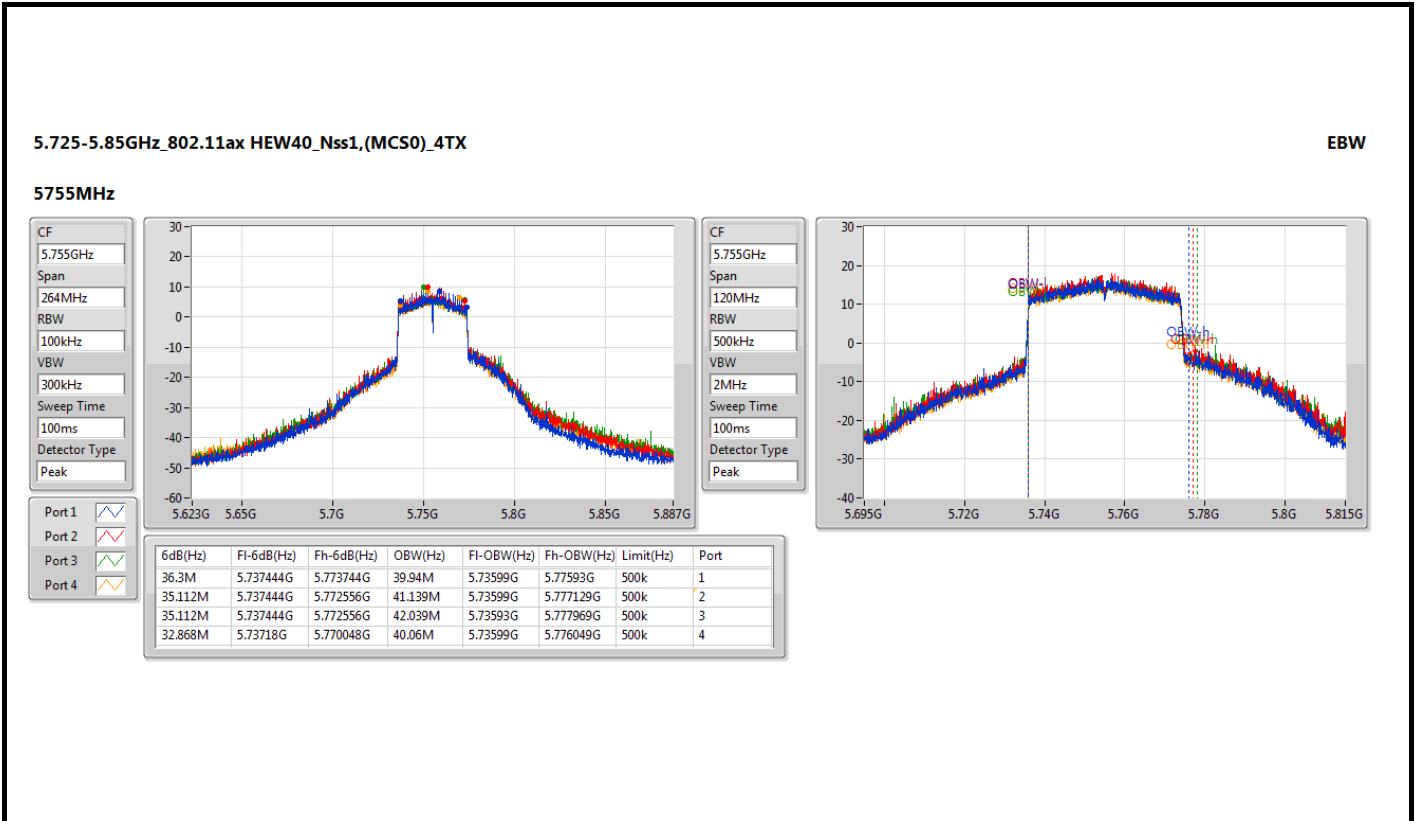 5.725-5.85GHz_802.11ax HEW40_Nss1,(MCS0)_4TX EBW
5755MHz
CF
5.755GHz
Span
264MHz
RBW
100kHz
VBW
300kHz
Sweep Time
100ms
Detector Type
Peak
Port 1
Port 2
Port 3
Port 4
30
20
10
0
-10
-20
-30
-40
-50
-60
5.623G 5.65G 5.7G 5.75G 5.8G 5.85G 5.887G
CF
5.755GHz
Span
120MHz
RBW
500kHz
VBW
2MHz
Sweep Time
100ms
Detector Type
Peak
30
20
10
0
-10
-20
-30
-40
5.695G 5.72G 5.74G 5.76G 5.78G 5.8G 5.815G
6dB(Hz) Fl-6dB(Hz) Fh-6dB(Hz) OBW(Hz) Fl-OBW(Hz) Fh-OBW(Hz) Limit(Hz) Port
36.3M 5.737444G 5.773744G 39.94M 5.73599G 5.77593G 500k 1
35.112M 5.737444G 5.772556G 41.139M 5.73599G 5.777129G 500k 2
35.112M 5.737444G 5.772556G 42.039M 5.73593G 5.777969G 500k 3
32.868M 5.73718G 5.770048G 40.06M 5.73599G 5.776049G 500k 4